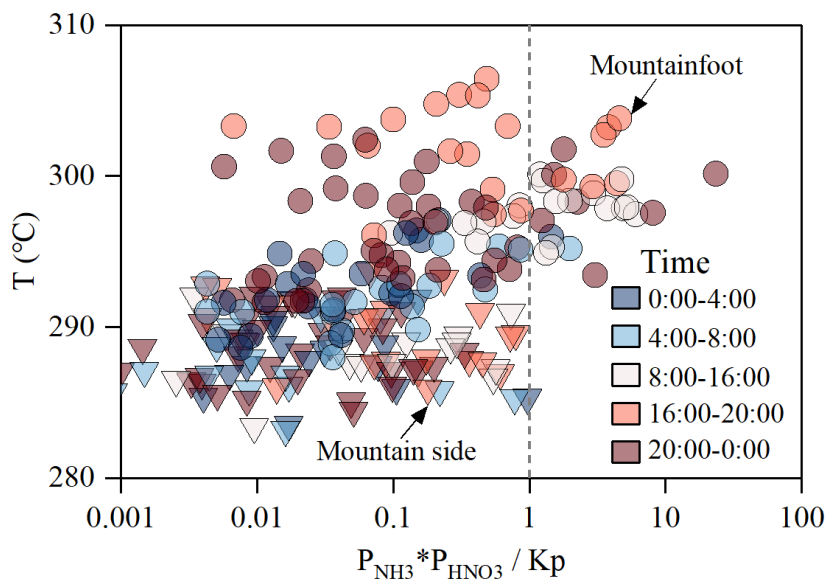 310
300
290
280
T (°C)
Mountainfoot
Time
0:00-4:00
4:00-8:00
8:00-16:00
16:00-20:00
20:00-0:00
Mountain side
0.001 0.01 0.1 1 10 100
P_NH3*P_HNO3 / Kp